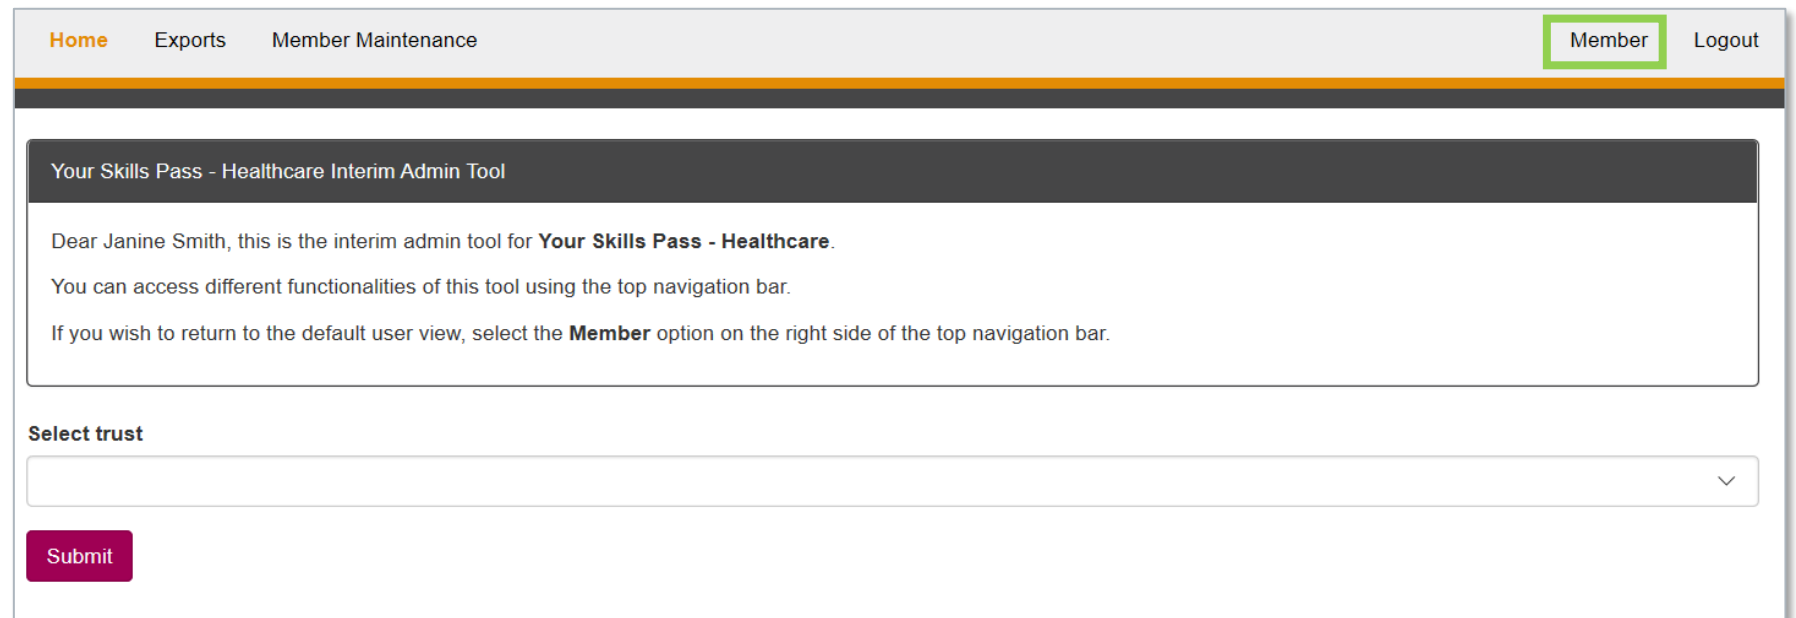 Home Exports Member Maintenance Member Logout
Your Skills Pass - Healthcare Interim Admin Tool
Dear Janine Smith, this is the interim admin tool for Your Skills Pass - Healthcare.
You can access different functionalities of this tool using the top navigation bar.
If you wish to return to the default user view, select the Member option on the right side of the top navigation bar.
Select trust
Submit